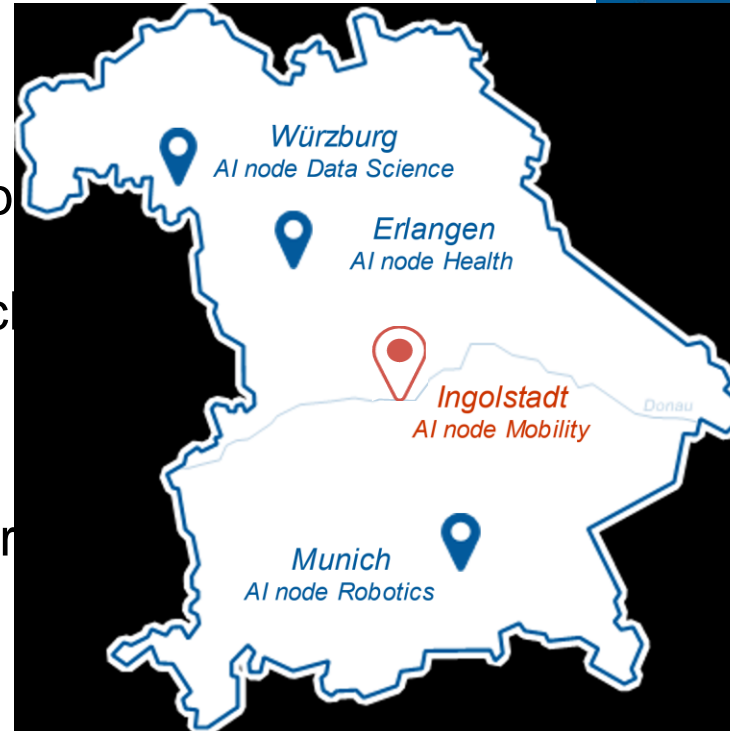 Würzburg
AI node Data Science
Erlangen
AI node Health
Ingolstadt
AI node Mobility
Donau
Munich
AI node Robotics